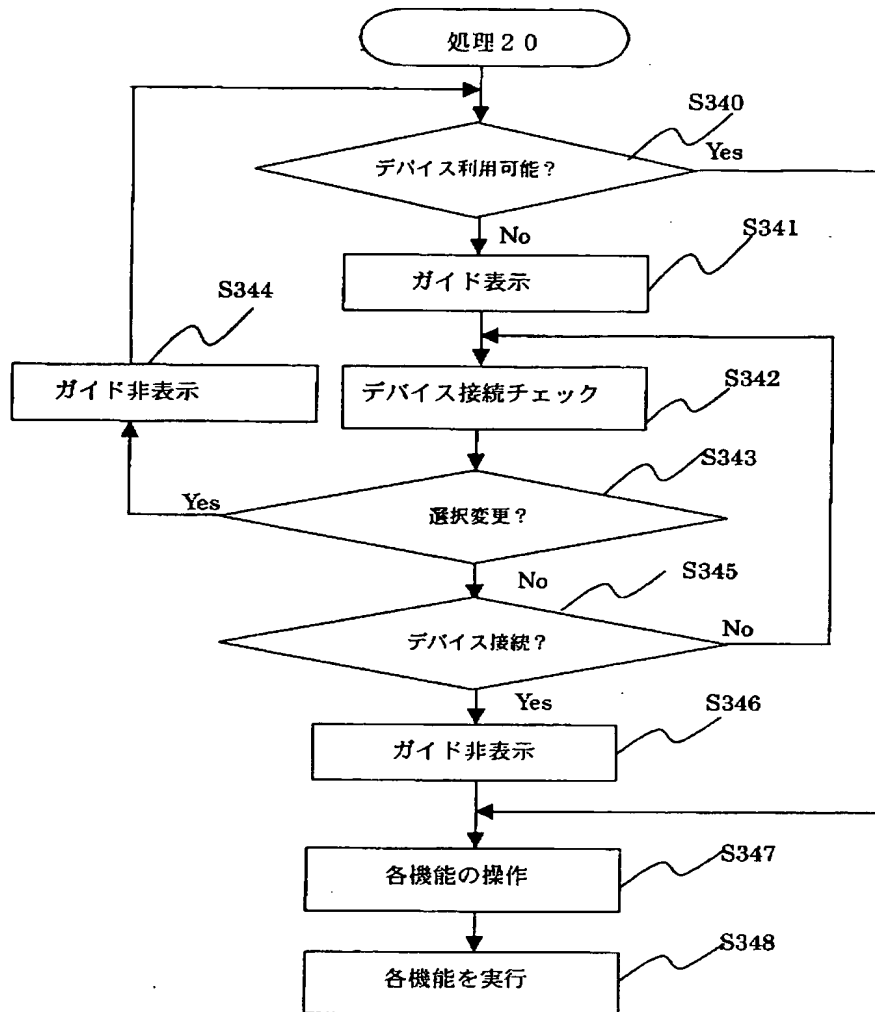 処理20
S340
デバイス利用可能？
Yes
No
S341
ガイド表示
S344
ガイド非表示
S342
デバイス接続チェック
S343
Yes
選択変更？
No
S345
デバイス接続？
No
Yes
S346
ガイド非表示
S347
各機能の操作
S348
各機能を実行